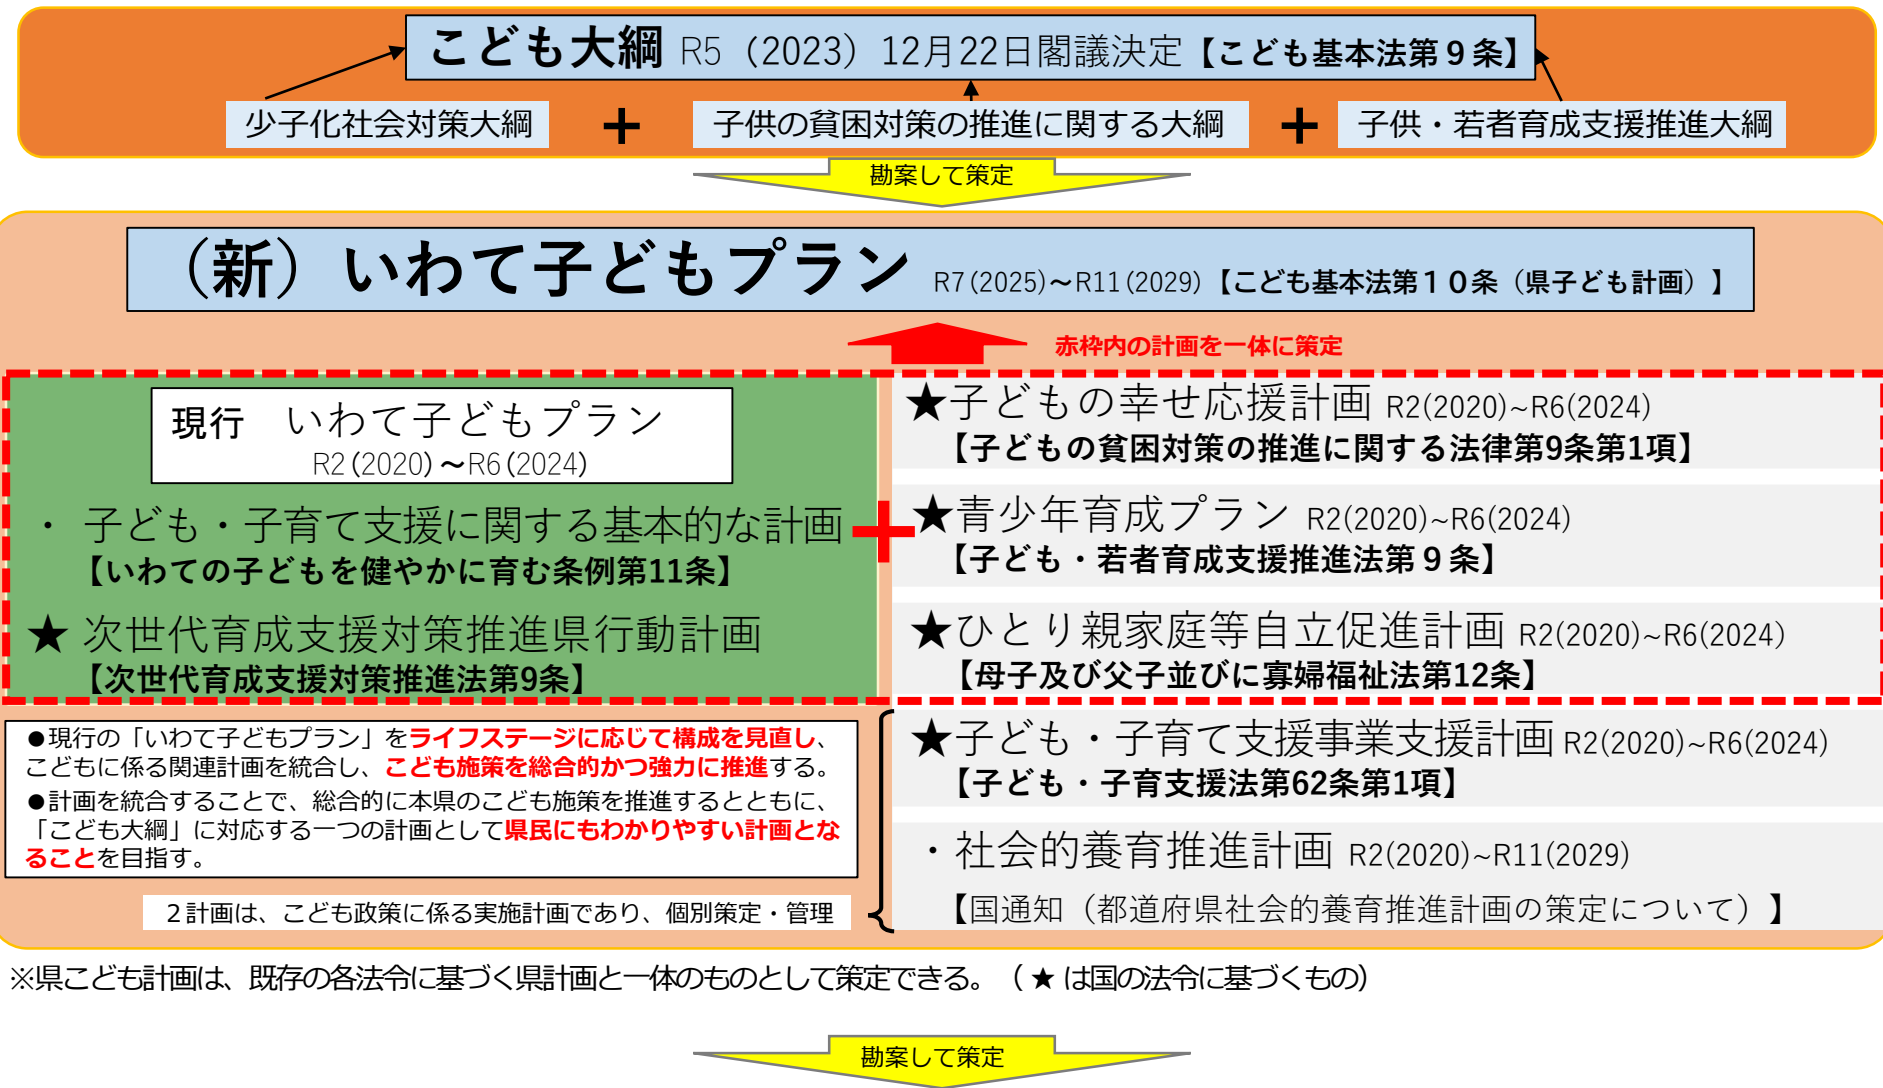 こども大綱 R5（2023）12月22日閣議決定【こども基本法第９条】
少子化社会対策大綱 ＋ 子供の貧困対策の推進に関する大綱 ＋ 子供・若者育成支援推進大綱
勘案して策定
（新）いわて子どもプラン R7(2025)～R11(2029)【こども基本法第１０条（県子ども計画）】
赤枠内の計画を一体に策定
現行 いわて子どもプラン
R2(2020)～R6(2024)
・ 子ども・子育て支援に関する基本的な計画
【いわての子どもを健やかに育む条例第11条】
★ 次世代育成支援対策推進県行動計画
【次世代育成支援対策推進法第9条】
＋
★子どもの幸せ応援計画 R2(2020)~R6(2024)
【子どもの貧困対策の推進に関する法律第9条第1項】
★青少年育成プラン R2(2020)~R6(2024)
【子ども・若者育成支援推進法第９条】
★ひとり親家庭等自立促進計画 R2(2020)~R6(2024)
【母子及び父子並びに寡婦福祉法第12条】
●現行の「いわて子どもプラン」をライフステージに応じて構成を見直し、
こどもに係る関連計画を統合し、こども施策を総合的かつ強力に推進する。
●計画を統合することで、総合的に本県のこども施策を推進するとともに、
「こども大綱」に対応する一つの計画として県民にもわかりやすい計画とな
ることを目指す。
２計画は、こども政策に係る実施計画であり、個別策定・管理
★子ども・子育て支援事業支援計画 R2(2020)~R6(2024)
【子ども・子育支援法第62条第1項】
・社会的養育推進計画 R2(2020)~R11(2029)
【国通知（都道府県社会的養育推進計画の策定について）】
※県こども計画は、既存の各法令に基づく県計画と一体のものとして策定できる。（ ★ は国の法令に基づくもの）
勘案して策定